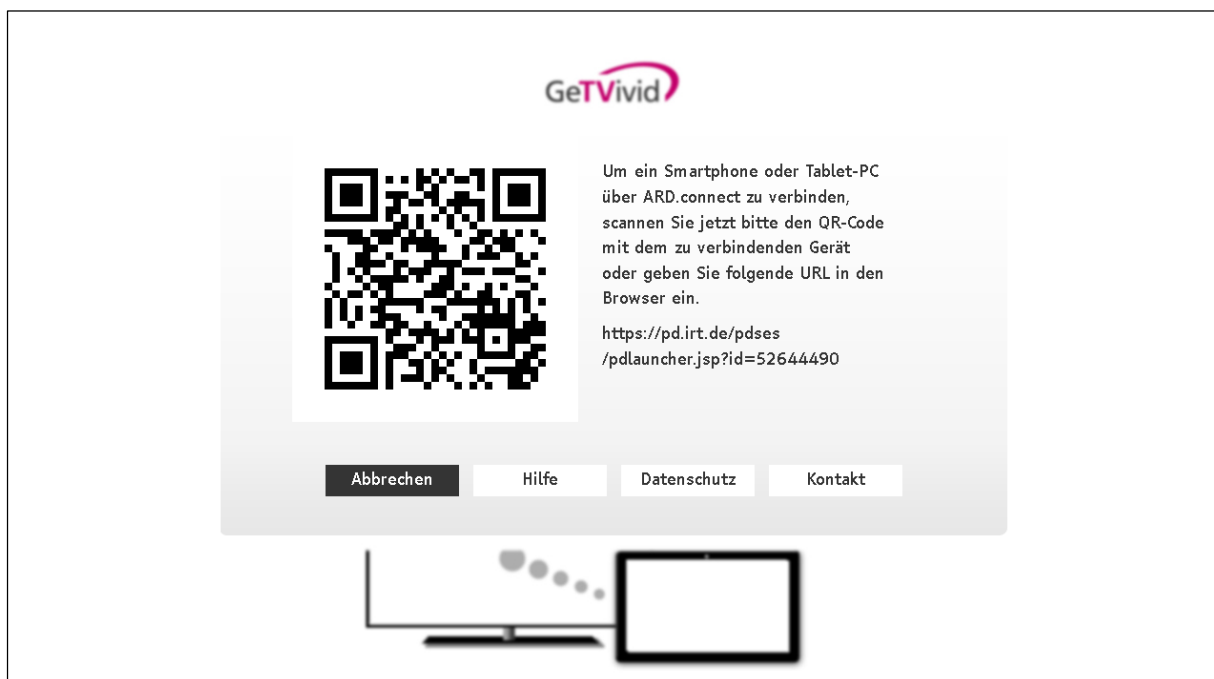 GeTVivid
Um ein Smartphone oder Tablet-PC
über ARD.connect zu verbinden,
scannen Sie jetzt bitte den QR-Code
mit dem zu verbindenden Gerät
oder geben Sie folgende URL in den
Browser ein.
https://pd.irt.de/pdses
/pdlauncher.jsp?id=52644490
Abbrechen Hilfe Datenschutz Kontakt